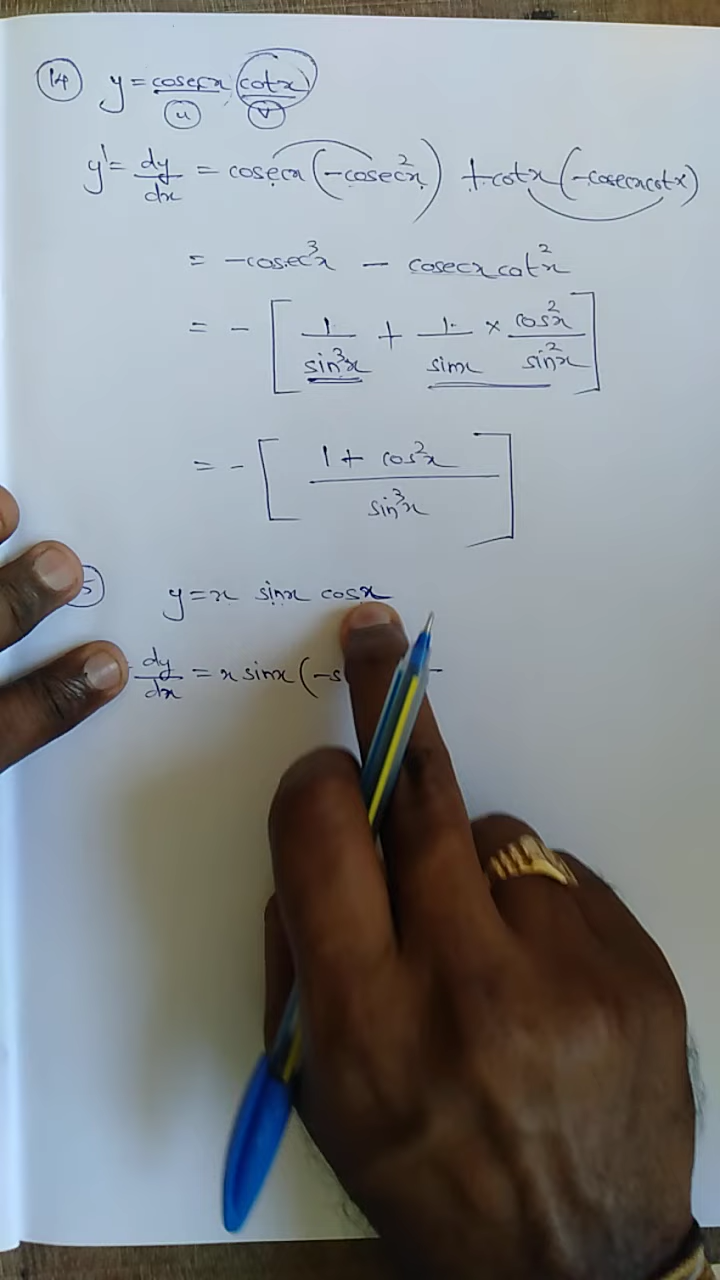 14 y = cosecx cotx
u v
y' = dy/dx = cosecx (-cosec²x) + cotx (-cosecxcotx)
= -cosec³x - cosecx cot²x
= - [ 1/sin³x + 1/sinx × cos²x/sin²x ]
= - [ 1 + cos²x / sin³x ]
5 y = x sinx cosx
dy/dx = x sinx (-s